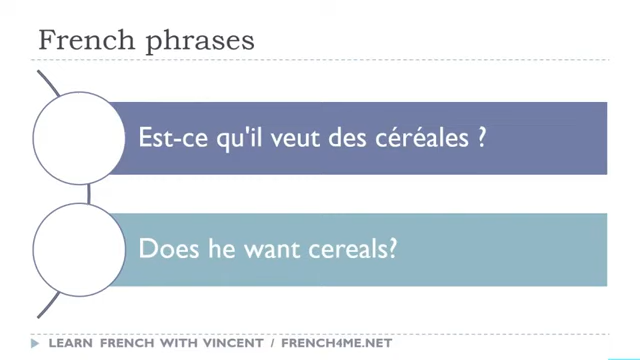 French phrases
Est-ce qu'il veut des céréales ?
Does he want cereals?
LEARN FRENCH WITH VINCENT / FRENCH4ME.NET